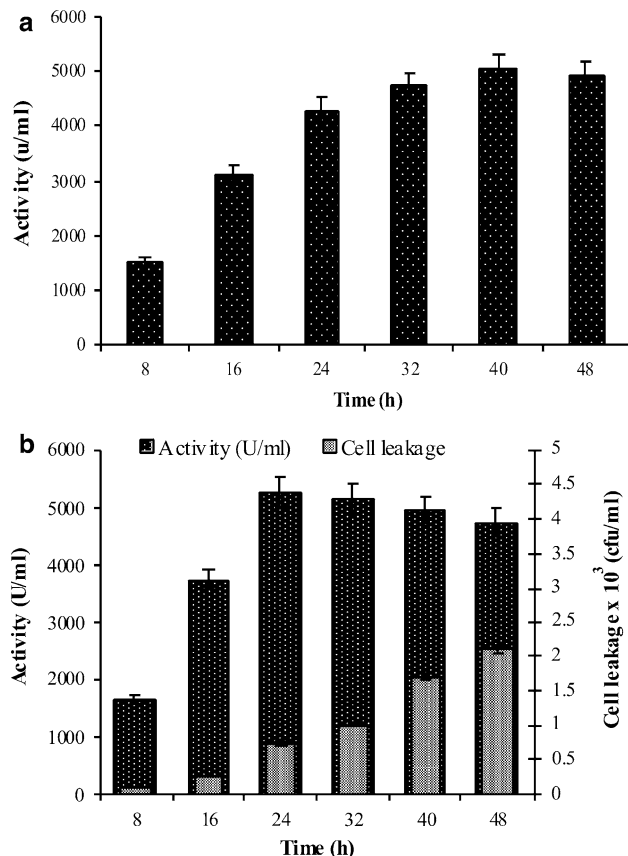 a
6000
5000
4000
3000
2000
1000
0
Activity (u/ml)
8 16 24 32 40 48
Time (h)
b
Activity (U/ml) Cell leakage
6000
5000
4000
3000
2000
1000
0
Activity (U/ml)
5
4.5
4
3.5
3
2.5
2
1.5
1
0.5
0
Cell leakage x 10³ (cfu/ml)
8 16 24 32 40 48
Time (h)